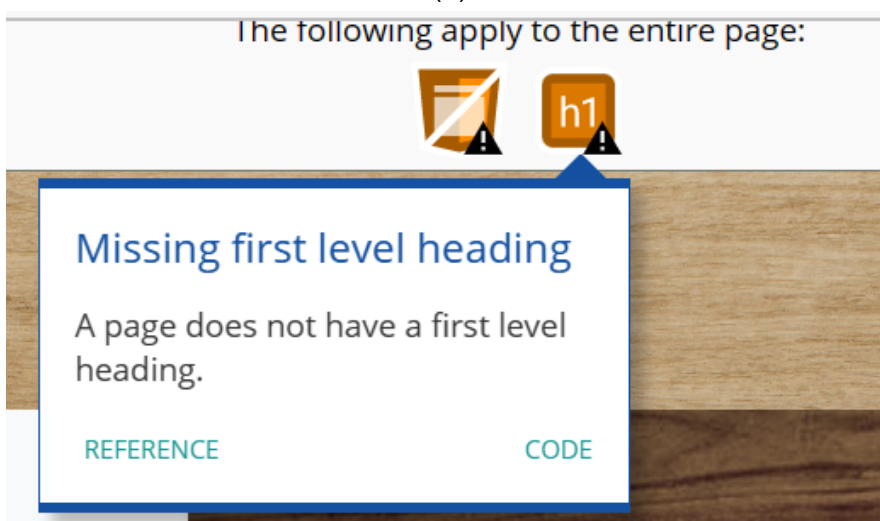 The following apply to the entire page:
h1
Missing first level heading
A page does not have a first level
heading.
REFERENCE
CODE